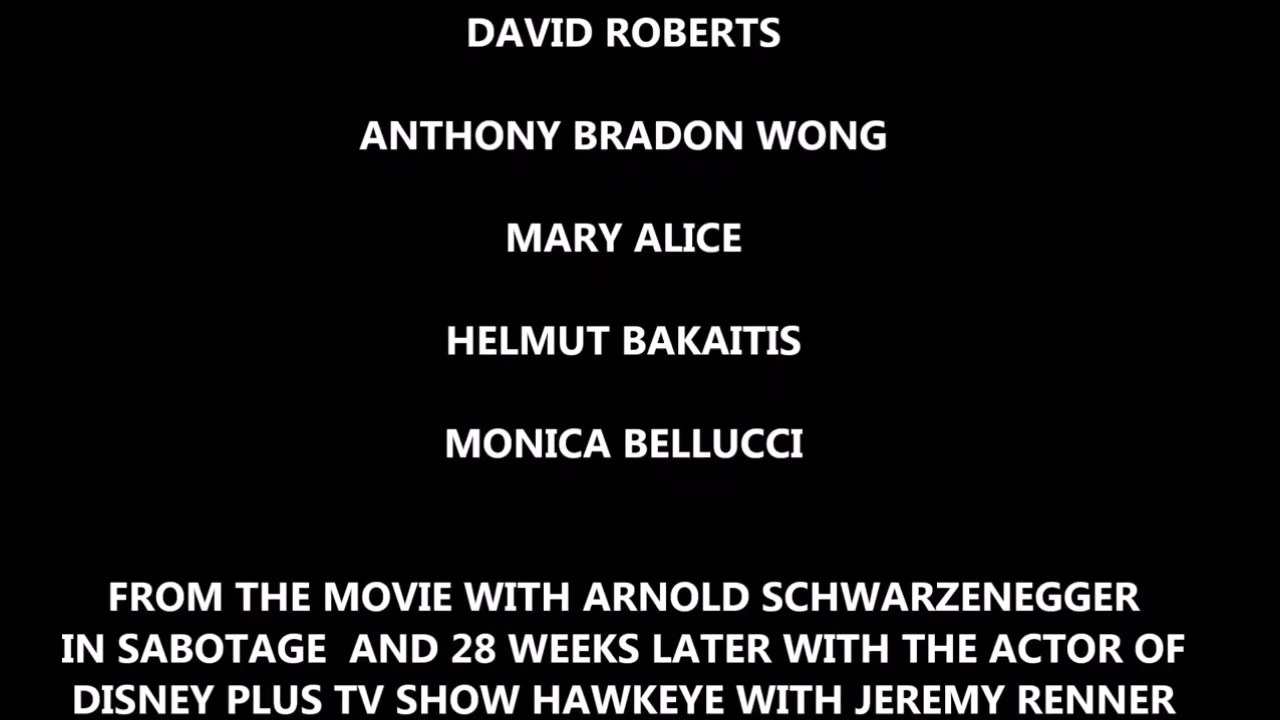 DAVID ROBERTS
ANTHONY BRADON WONG
MARY ALICE
HELMUT BAKAITIS
MONICA BELLUCCI
FROM THE MOVIE WITH ARNOLD SCHWARZENEGGER
IN SABOTAGE AND 28 WEEKS LATER WITH THE ACTOR OF
DISNEY PLUS TV SHOW HAWKEYE WITH JEREMY RENNER